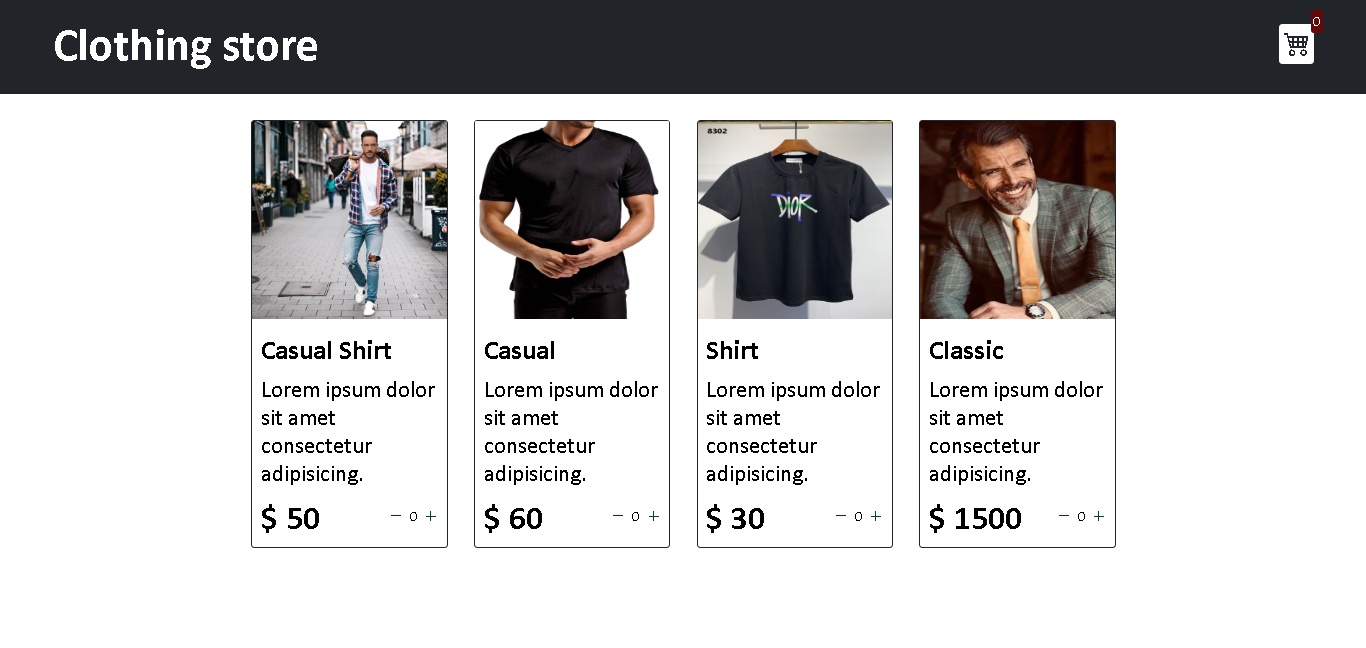 Clothing store
0
8302
DIOR
Casual Shirt
Lorem ipsum dolor
sit amet
consectetur
adipisicing.
$ 50
− 0 +
Casual
Lorem ipsum dolor
sit amet
consectetur
adipisicing.
$ 60
− 0 +
Shirt
Lorem ipsum dolor
sit amet
consectetur
adipisicing.
$ 30
− 0 +
Classic
Lorem ipsum dolor
sit amet
consectetur
adipisicing.
$ 1500
− 0 +